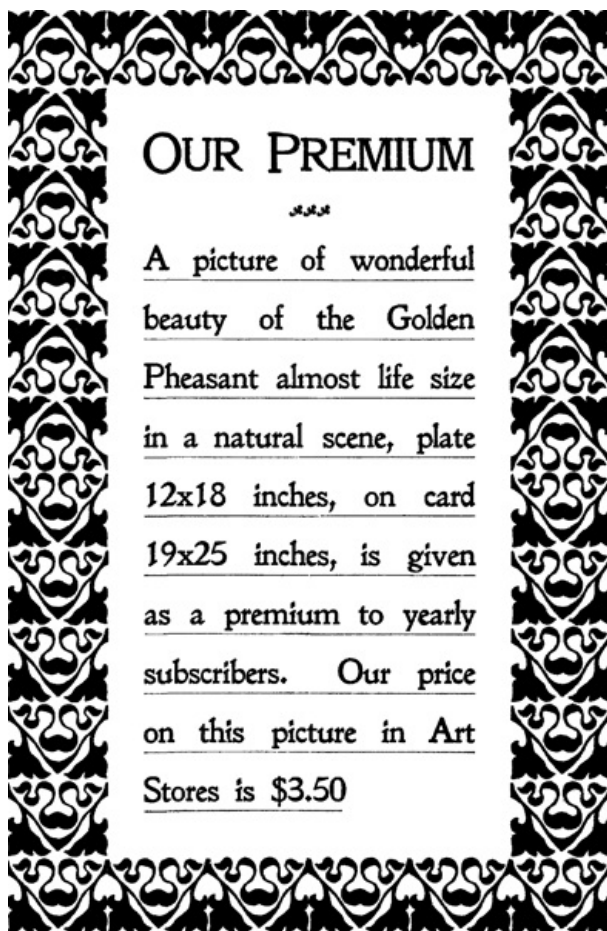 OUR PREMIUM
A picture of wonderful
beauty of the Golden
Pheasant almost life size
in a natural scene, plate
12x18 inches, on card
19x25 inches, is given
as a premium to yearly
subscribers. Our price
on this picture in Art
Stores is $3.50